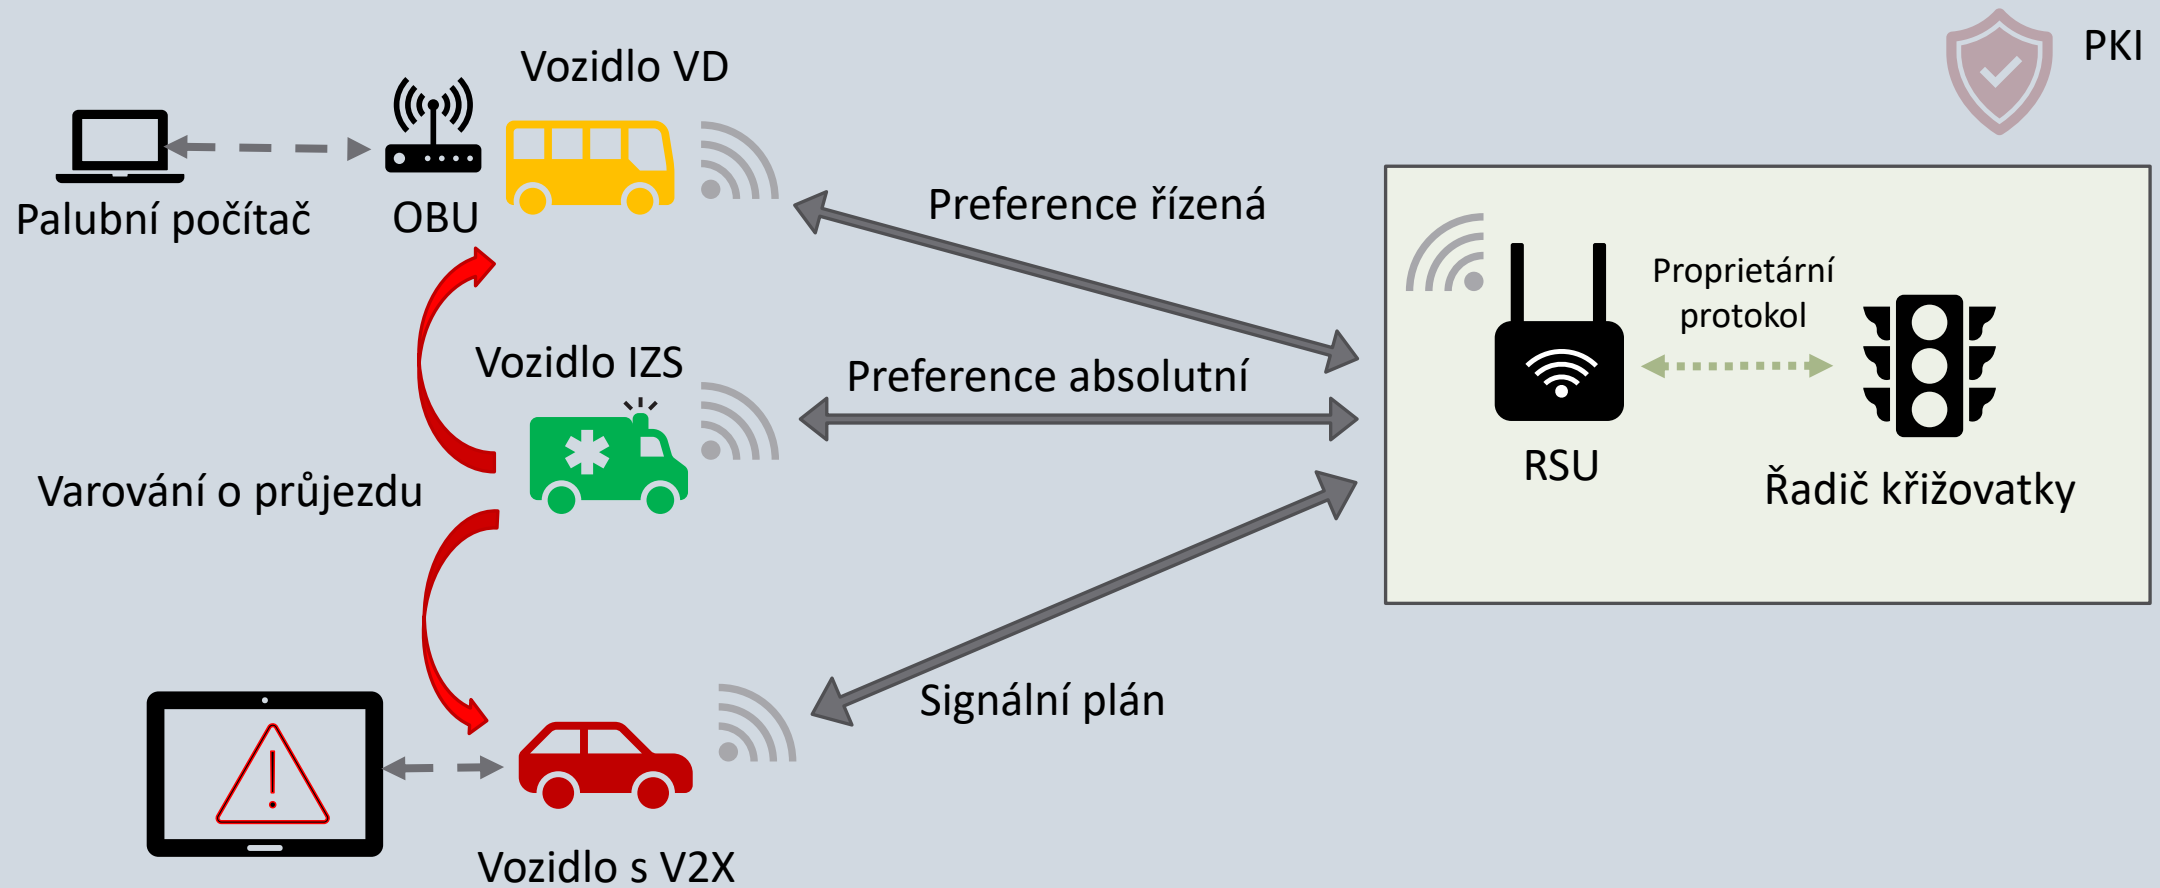 PKI
Vozidlo VD
Palubní počítač
OBU
Preference řízená
Proprietární
protokol
Vozidlo IZS
Preference absolutní
RSU
Řadič křižovatky
Varování o průjezdu
Signální plán
Vozidlo s V2X